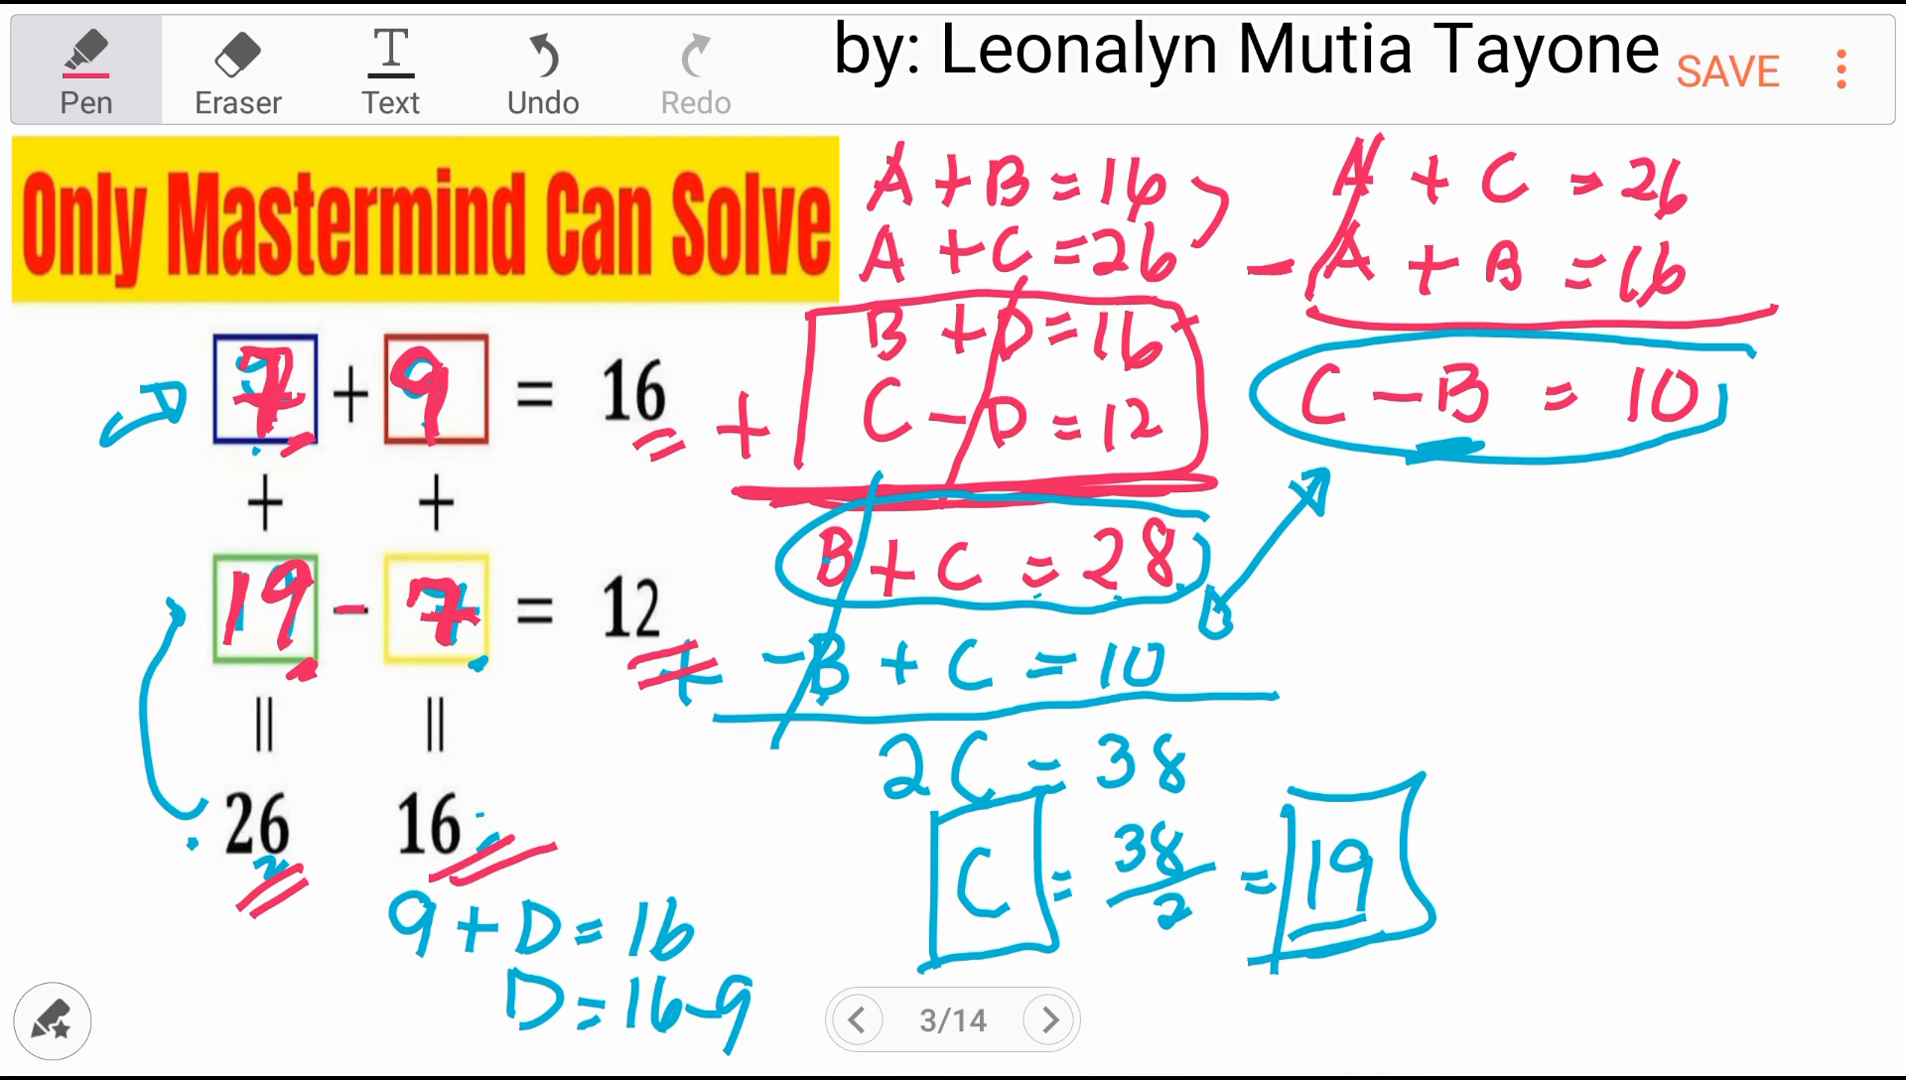 Pen Eraser Text Undo Redo by: Leonalyn Mutia Tayone SAVE
Only Mastermind Can Solve
7 + 9 = 16
+ +
19 - 7 = 12
= =
26 16
9 + D = 16
D = 16-9
A + B = 16
A + C = 26
B + D = 16
+ C - D = 12
B + C = 28
+ -B + C = 10
2C = 38
C = 38/2 = 19
A + C = 26
- A + B = 16
C - B = 10
3/14